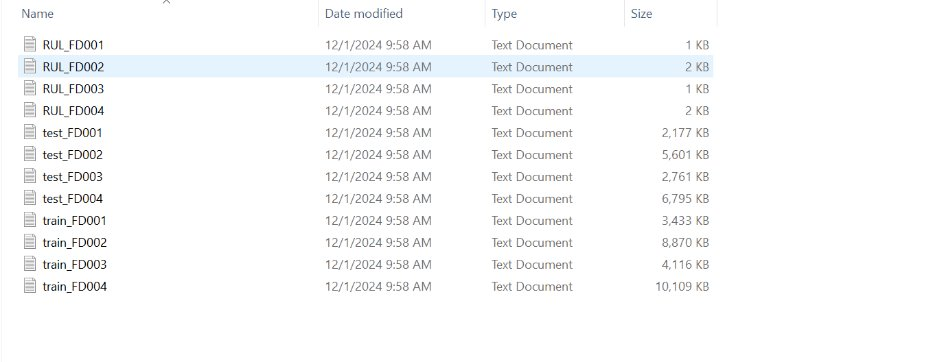 Name Date modified Type Size
RUL_FD001 12/1/2024 9:58 AM Text Document 1 KB
RUL_FD002 12/1/2024 9:58 AM Text Document 2 KB
RUL_FD003 12/1/2024 9:58 AM Text Document 1 KB
RUL_FD004 12/1/2024 9:58 AM Text Document 2 KB
test_FD001 12/1/2024 9:58 AM Text Document 2,177 KB
test_FD002 12/1/2024 9:58 AM Text Document 5,601 KB
test_FD003 12/1/2024 9:58 AM Text Document 2,761 KB
test_FD004 12/1/2024 9:58 AM Text Document 6,795 KB
train_FD001 12/1/2024 9:58 AM Text Document 3,433 KB
train_FD002 12/1/2024 9:58 AM Text Document 8,870 KB
train_FD003 12/1/2024 9:58 AM Text Document 4,116 KB
train_FD004 12/1/2024 9:58 AM Text Document 10,109 KB